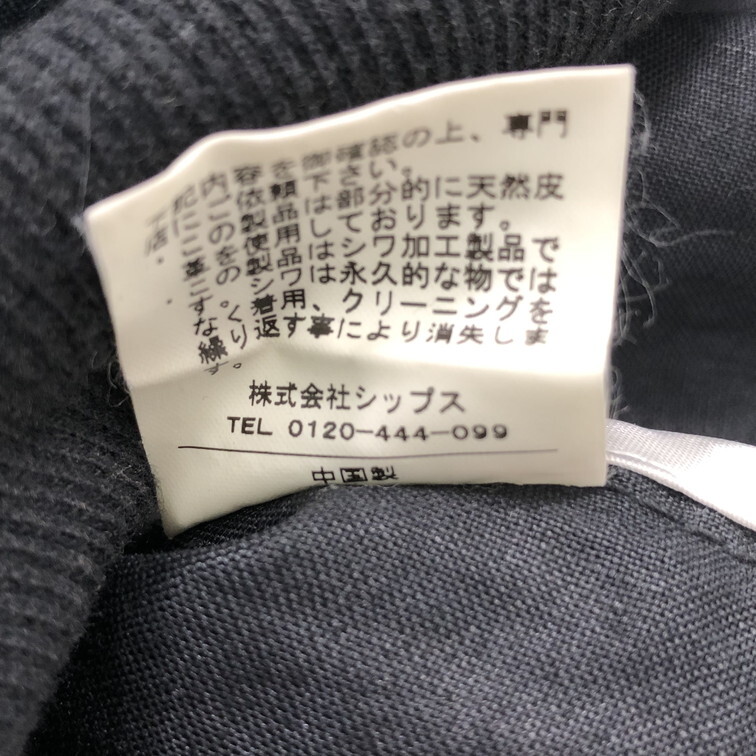 記内容を御確認の上、専門
店に御依頼下さい。
・この製品は部分的に天然皮
革を使用しております。
・この製品はシワ加工製品で
す。シワは永久的な物では
なく着用、クリーニングを
繰り返す事により消失しま
す。
株式会社シップス
TEL 0120-444-099
中国製